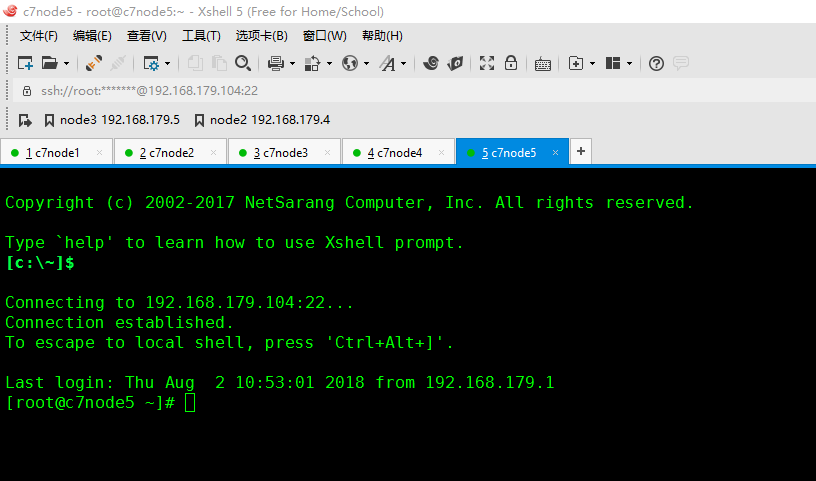 c7node5 - root@c7node5:~ - Xshell 5 (Free for Home/School)
文件(F) 编辑(E) 查看(V) 工具(T) 选项卡(B) 窗口(W) 帮助(H)
ssh://root:*******@192.168.179.104:22
node3 192.168.179.5 node2 192.168.179.4
1 c7node1 × 2 c7node2 × 3 c7node3 × 4 c7node4 × 5 c7node5 × +
Copyright (c) 2002-2017 NetSarang Computer, Inc. All rights reserved.
Type `help' to learn how to use Xshell prompt.
[c:\~]$
Connecting to 192.168.179.104:22...
Connection established.
To escape to local shell, press 'Ctrl+Alt+]'.
Last login: Thu Aug  2 10:53:01 2018 from 192.168.179.1
[root@c7node5 ~]#